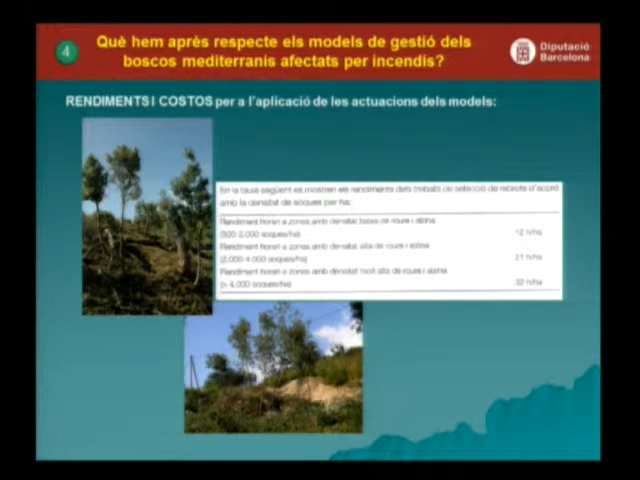 4
Què hem après respecte els models de gestió dels
boscos mediterranis afectats per incendis?
Diputació
Barcelona
RENDIMENTS I COSTOS per a l'aplicació de les actuacions dels models:
En la taula següent es mostren els rendiments dels treballs de selecció de rebrots d'acord
amb la densitat de soques per ha:
Rendiment horari a zones amb densitat baixa de roure i alzina
(500-2.000 soques/ha) 12 h/ha
Rendiment horari a zones amb densitat alta de roure i alzina
(2.000-4.000 soques/ha) 21 h/ha
Rendiment horari a zones amb densitat molt alta de roure i alzina
(> 4.000 soques/ha) 32 h/ha